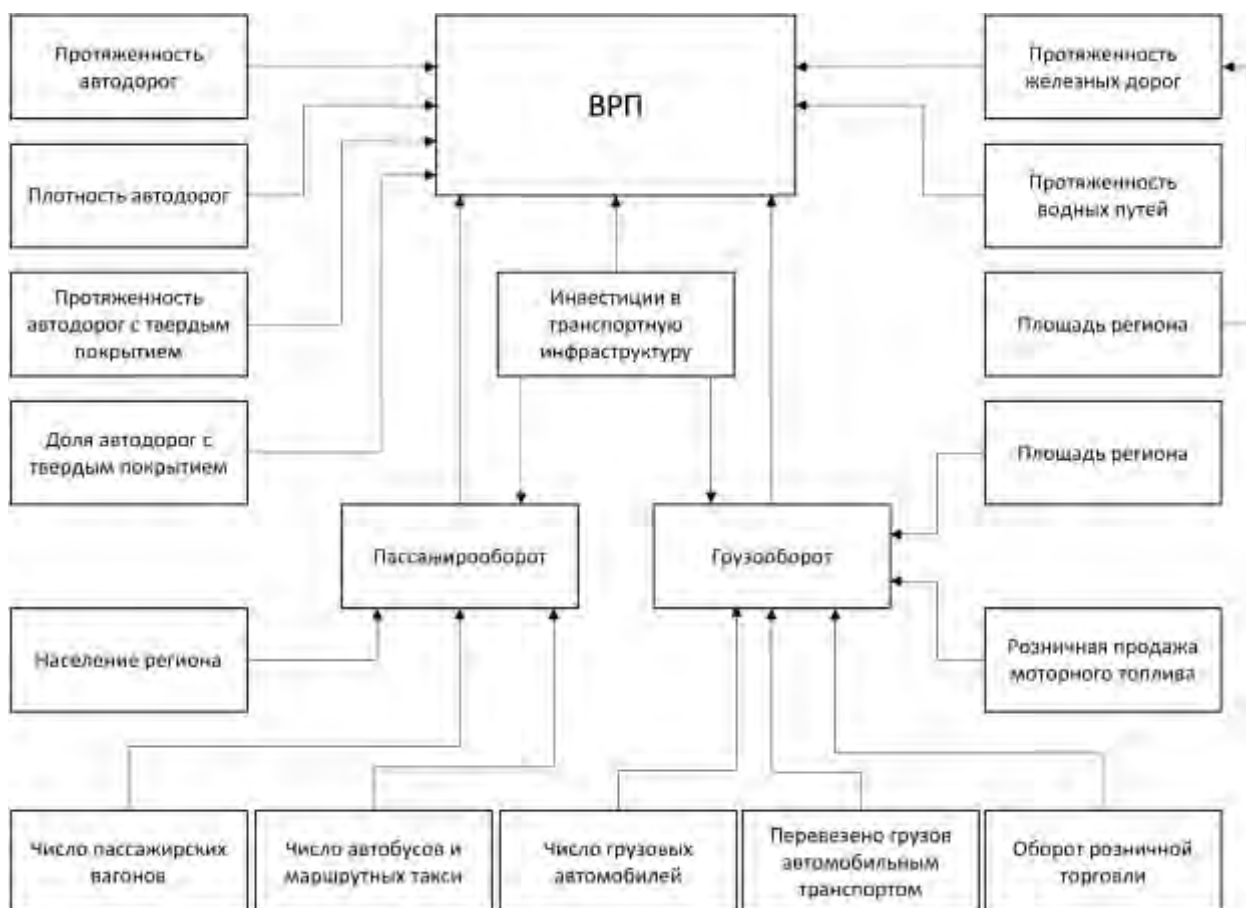 Протяженность
автодорог
ВРП
Протяженность
железных дорог
Плотность автодорог
Протяженность
водных путей
Протяженность
автодорог с твердым
покрытием
Инвестиции в
транспортную
инфраструктуру
Площадь региона
Доля автодорог с
твердым покрытием
Площадь региона
Пассажирооборот
Грузооборот
Население региона
Розничная продажа
моторного топлива
Число пассажирских
вагонов
Число автобусов и
маршрутных такси
Число грузовых
автомобилей
Перевезено грузов
автомобильным
транспортом
Оборот розничной
торговли